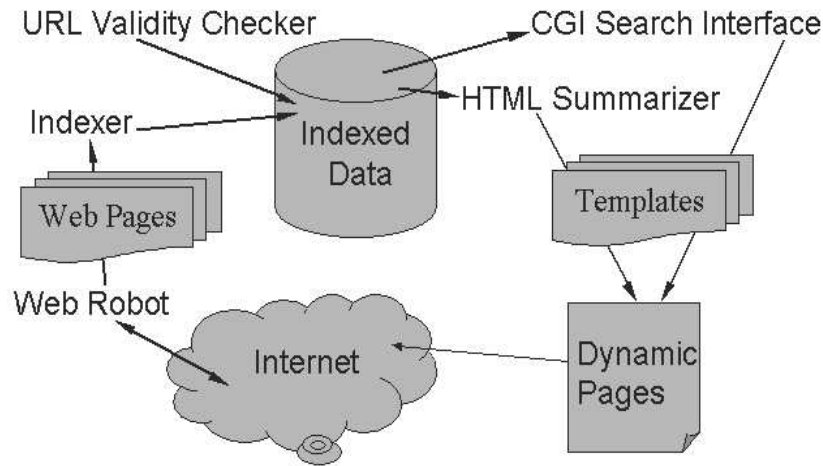 URL Validity Checker
CGI Search Interface
HTML Summarizer
Indexer
Indexed
Data
Web Pages
Templates
Web Robot
Internet
Dynamic
Pages